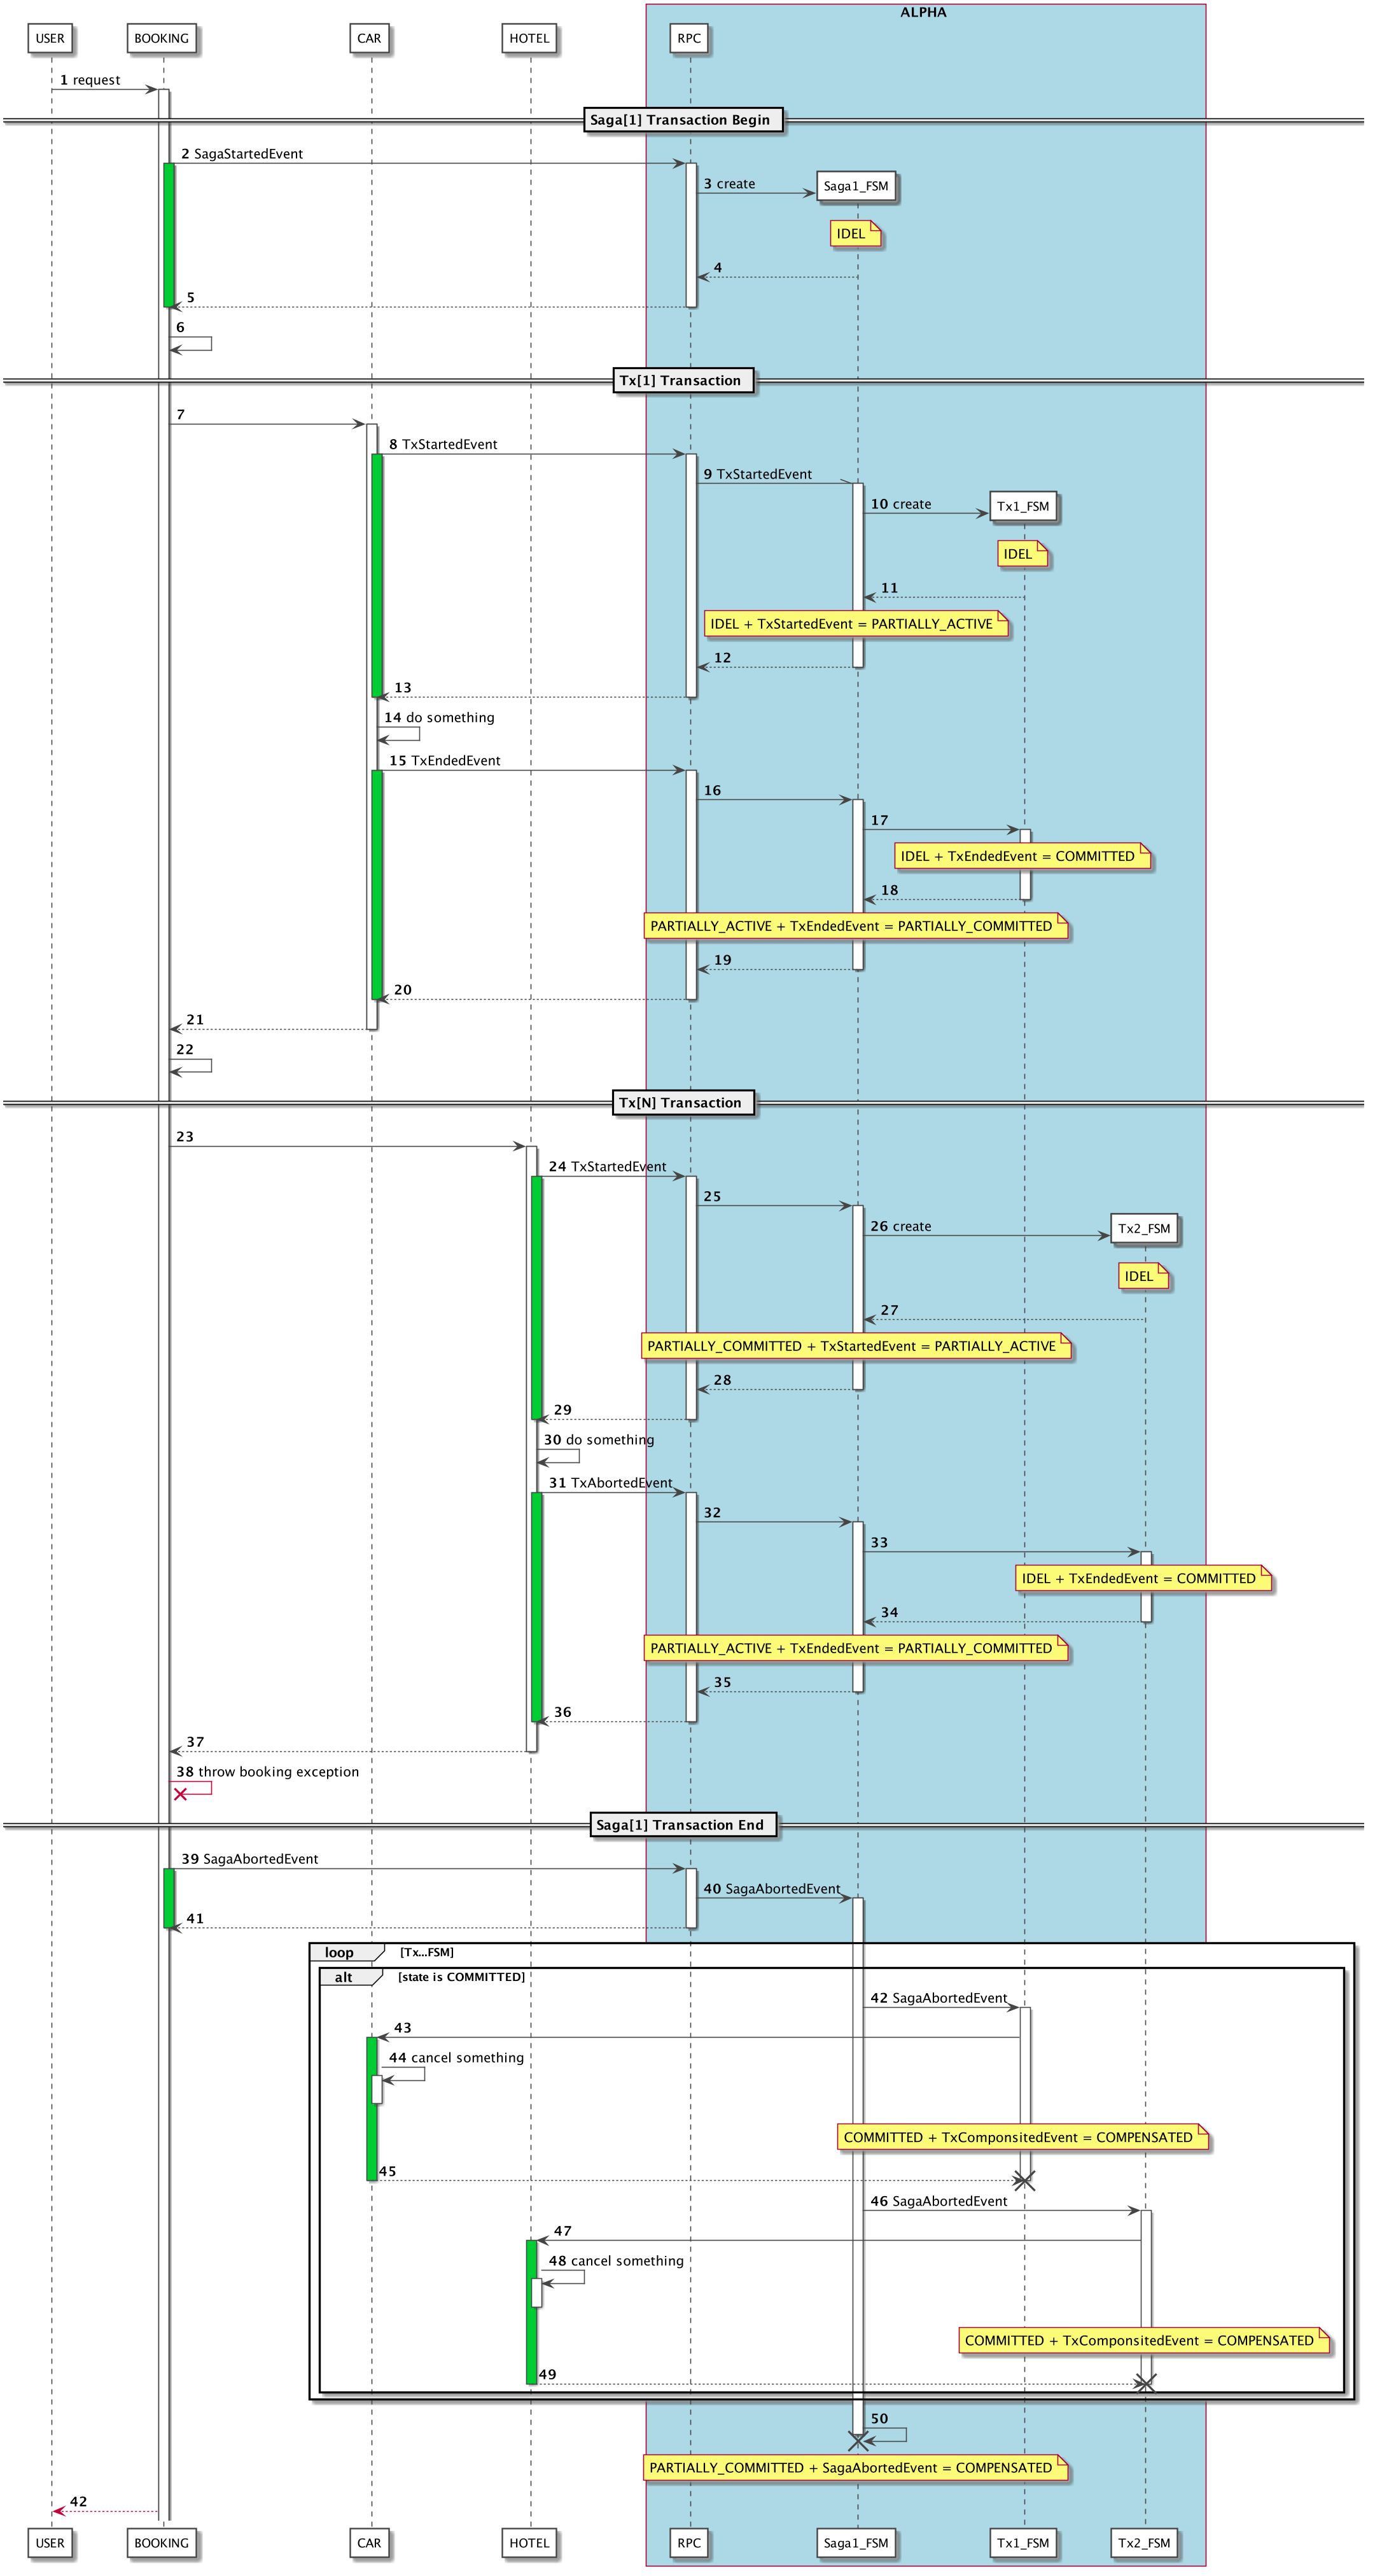 ALPHA
USER
BOOKING
CAR
HOTEL
RPC
1 request
Saga[1] Transaction Begin
2 SagaStartedEvent
3 create
Saga1_FSM
IDEL
4
5
6
Tx[1] Transaction
7
8 TxStartedEvent
9 TxStartedEvent
10 create
Tx1_FSM
IDEL
11
IDEL + TxStartedEvent = PARTIALLY_ACTIVE
12
13
14 do something
15 TxEndedEvent
16
17
IDEL + TxEndedEvent = COMMITTED
18
PARTIALLY_ACTIVE + TxEndedEvent = PARTIALLY_COMMITTED
19
20
21
22
Tx[N] Transaction
23
24 TxStartedEvent
25
26 create
Tx2_FSM
IDEL
27
PARTIALLY_COMMITTED + TxStartedEvent = PARTIALLY_ACTIVE
28
29
30 do something
31 TxAbortedEvent
32
33
IDEL + TxEndedEvent = COMMITTED
34
PARTIALLY_ACTIVE + TxEndedEvent = PARTIALLY_COMMITTED
35
36
37
38 throw booking exception
Saga[1] Transaction End
39 SagaAbortedEvent
40 SagaAbortedEvent
41
loop [Tx...FSM]
alt [state is COMMITTED]
42 SagaAbortedEvent
43
44 cancel something
COMMITTED + TxComponsitedEvent = COMPENSATED
45
46 SagaAbortedEvent
47
48 cancel something
COMMITTED + TxComponsitedEvent = COMPENSATED
49
50
PARTIALLY_COMMITTED + SagaAbortedEvent = COMPENSATED
42
USER
BOOKING
CAR
HOTEL
RPC
Saga1_FSM
Tx1_FSM
Tx2_FSM